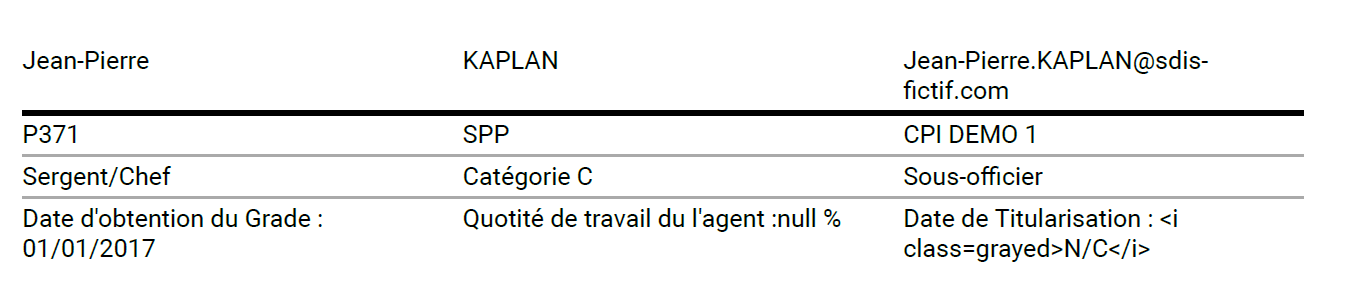 Jean-Pierre KAPLAN Jean-Pierre.KAPLAN@sdis-
fictif.com
P371 SPP CPI DEMO 1
Sergent/Chef Catégorie C Sous-officier
Date d'obtention du Grade : Quotité de travail du l'agent :null % Date de Titularisation : <i
01/01/2017 class=grayed>N/C</i>